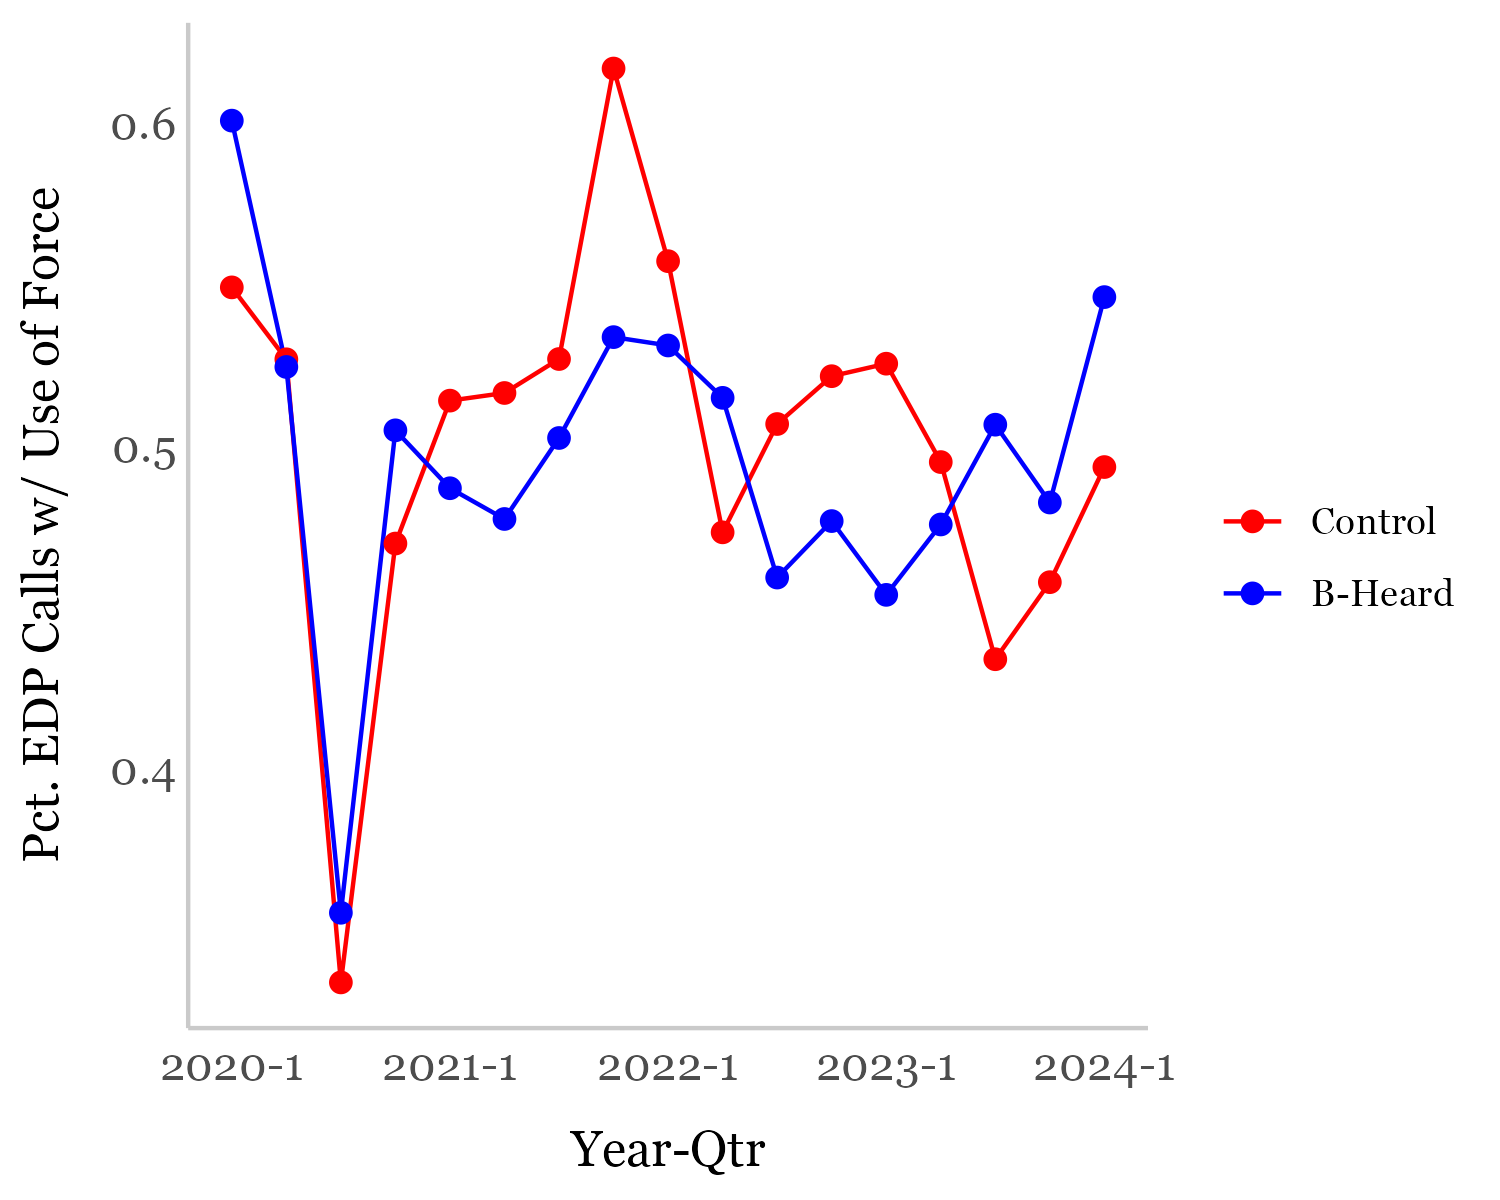 Pct. EDP Calls w/ Use of Force
0.6
0.5
0.4
2020-1 2021-1 2022-1 2023-1 2024-1
Year-Qtr
Control
B-Heard